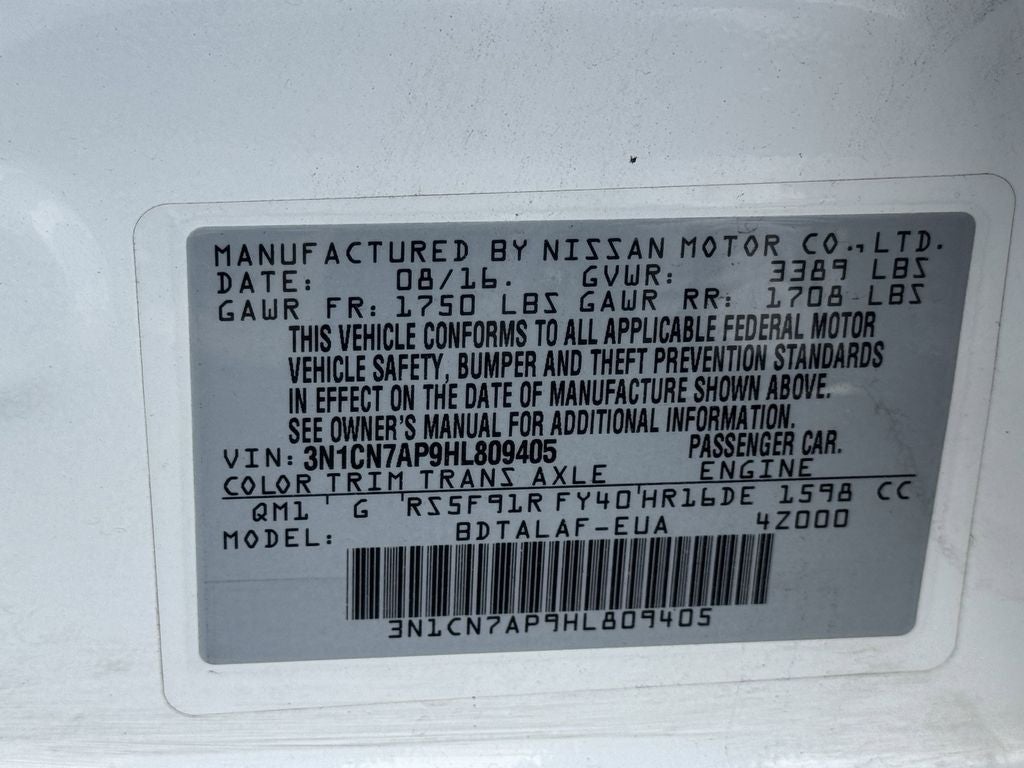 MANUFACTURED BY NISSAN MOTOR CO.,LTD.
DATE: 08/16. GVWR: 3389 LBS
GAWR FR: 1750 LBS GAWR RR: 1708 LBS
THIS VEHICLE CONFORMS TO ALL APPLICABLE FEDERAL MOTOR
VEHICLE SAFETY, BUMPER AND THEFT PREVENTION STANDARDS
IN EFFECT ON THE DATE OF MANUFACTURE SHOWN ABOVE.
SEE OWNER'S MANUAL FOR ADDITIONAL INFORMATION.
VIN: 3N1CN7AP9HL809405 PASSENGER CAR.
COLOR TRIM TRANS AXLE ENGINE
QM1 ' G 'RS5F91R FY40'HR16DE 1598 CC
MODEL: BDTALAF-EUA 4Z000
3N1CN7AP9HL809405